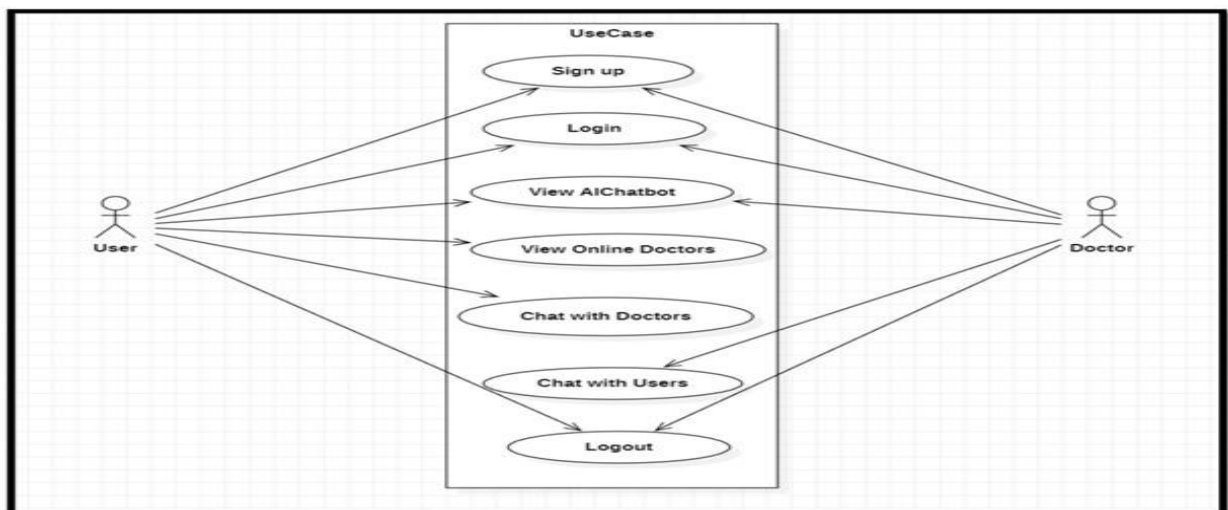 UseCase
Sign up
Login
View AIChatbot
User
Doctor
View Online Doctors
Chat with Doctors
Chat with Users
Logout